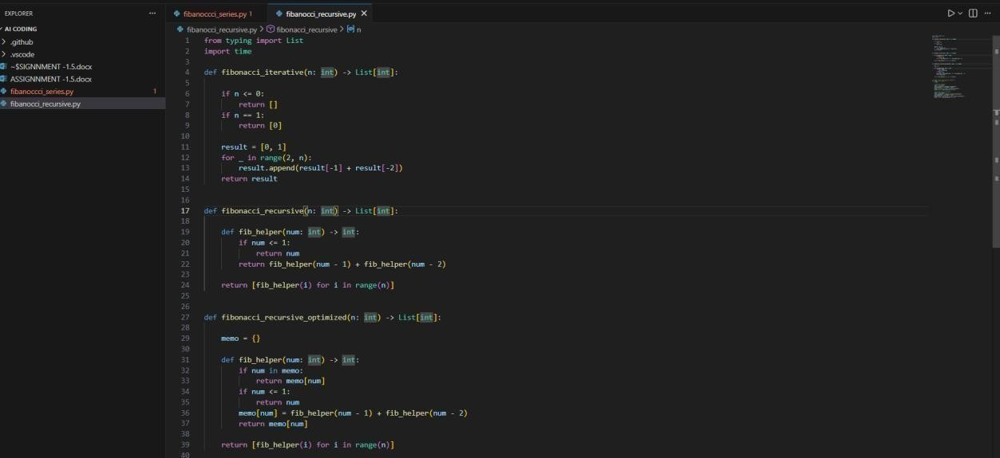 EXPLORER
AI CODING
.github
.vscode
~$SIGNNMENT -1.5.docx
ASSIGNNMENT -1.5.docx
fibanoccci_series.py 1
fibanocci_recursive.py
fibanoccci_series.py 1
fibanocci_recursive.py
fibanocci_recursive.py > fibonacci_recursive > n
1 from typing import List
2 import time
3
4 def fibonacci_iterative(n: int) -> List[int]:
5
6     if n <= 0:
7         return []
8     if n == 1:
9         return [0]
10
11     result = [0, 1]
12     for _ in range(2, n):
13         result.append(result[-1] + result[-2])
14     return result
15
16
17 def fibonacci_recursive(n: int) -> List[int]:
18
19     def fib_helper(num: int) -> int:
20         if num <= 1:
21             return num
22         return fib_helper(num - 1) + fib_helper(num - 2)
23
24     return [fib_helper(i) for i in range(n)]
25
26
27 def fibonacci_recursive_optimized(n: int) -> List[int]:
28
29     memo = {}
30
31     def fib_helper(num: int) -> int:
32         if num in memo:
33             return memo[num]
34         if num <= 1:
35             return num
36         memo[num] = fib_helper(num - 1) + fib_helper(num - 2)
37         return memo[num]
38
39     return [fib_helper(i) for i in range(n)]
40